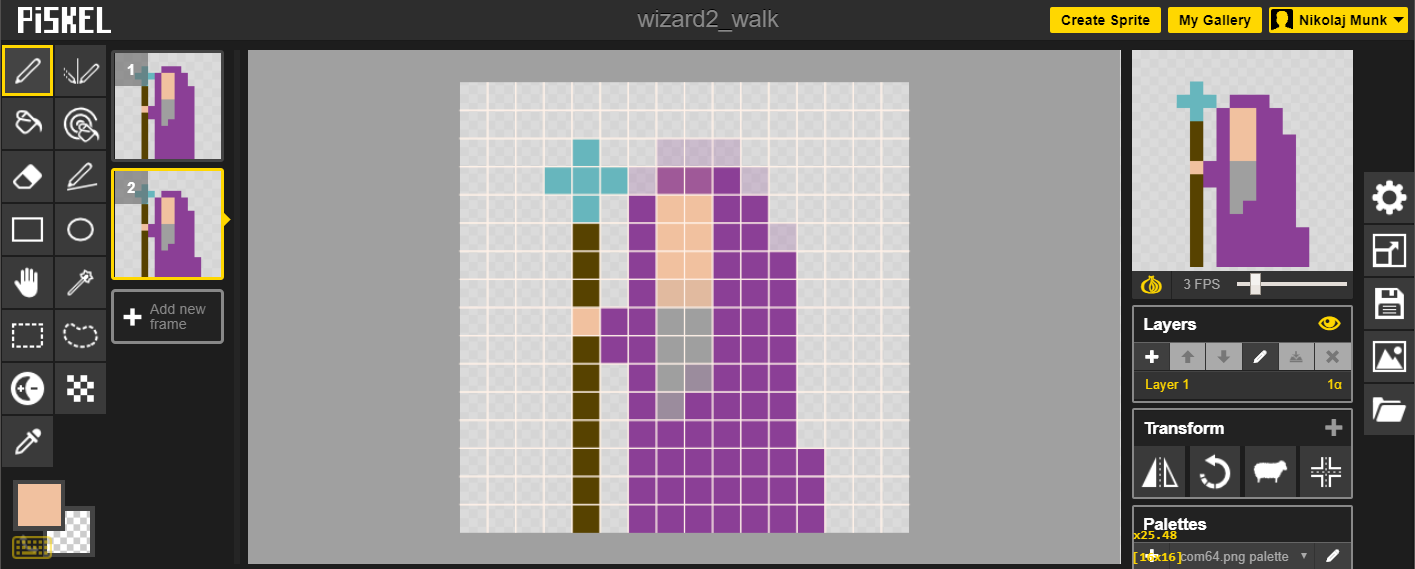 PiSKEL
wizard2_walk
Create Sprite
My Gallery
Nikolaj Munk
1
2
Add new
frame
3 FPS
Layers
Layer 1
1α
Transform
Palettes
x25.48
[16x16]
com64.png palette